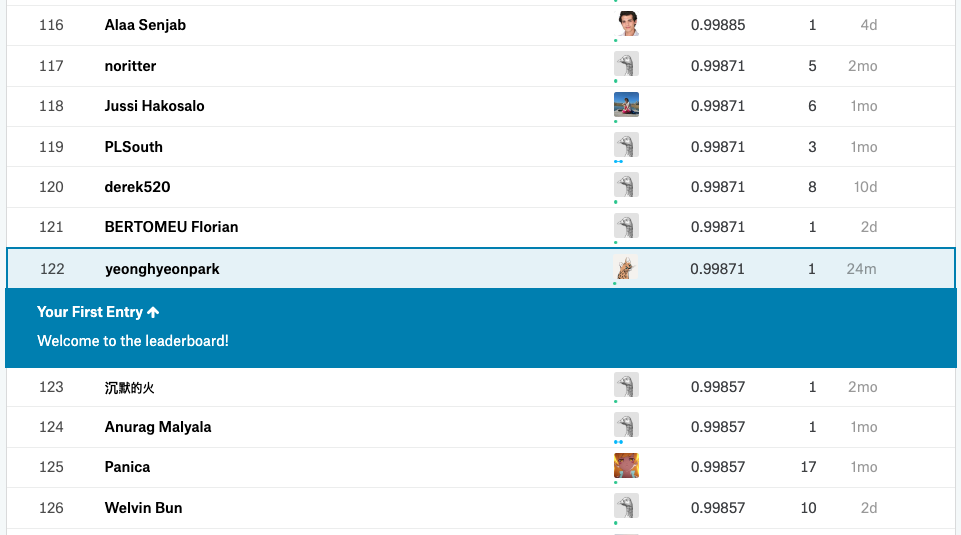 116 Alaa Senjab 0.99885 1 4d
117 noritter 0.99871 5 2mo
118 Jussi Hakosalo 0.99871 6 1mo
119 PLSouth 0.99871 3 1mo
120 derek520 0.99871 8 10d
121 BERTOMEU Florian 0.99871 1 2d
122 yeonghyeonpark 0.99871 1 24m
Your First Entry ↑
Welcome to the leaderboard!
123 沉默的火 0.99857 1 2mo
124 Anurag Malyala 0.99857 1 1mo
125 Panica 0.99857 17 1mo
126 Welvin Bun 0.99857 10 2d